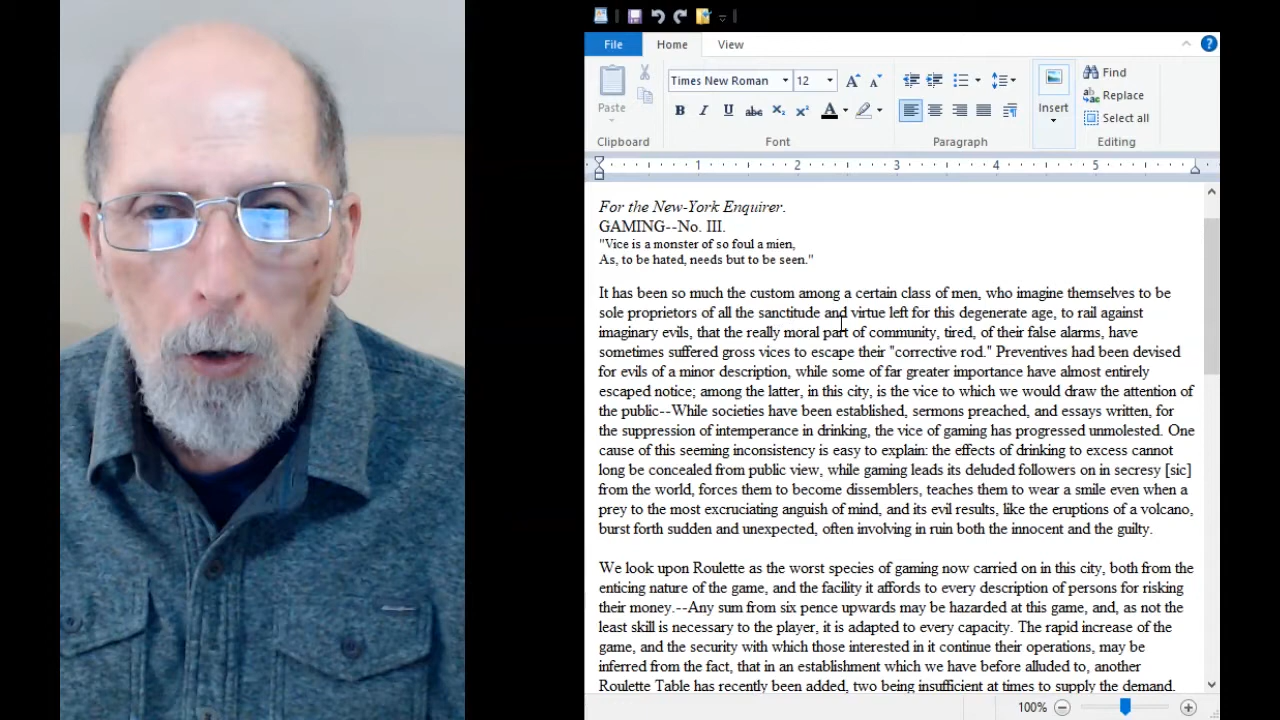 File
Home
View
Paste
Times New Roman
12
B I U abc X₂ X² A
Insert
Find
Replace
Select all
Clipboard
Font
Paragraph
Editing
1 2 3 4 5
For the New-York Enquirer.
GAMING--No. III.
"Vice is a monster of so foul a mien,
As, to be hated, needs but to be seen."
It has been so much the custom among a certain class of men, who imagine themselves to be
sole proprietors of all the sanctitude and virtue left for this degenerate age, to rail against
imaginary evils, that the really moral part of community, tired, of their false alarms, have
sometimes suffered gross vices to escape their "corrective rod." Preventives had been devised
for evils of a minor description, while some of far greater importance have almost entirely
escaped notice; among the latter, in this city, is the vice to which we would draw the attention of
the public--While societies have been established, sermons preached, and essays written, for
the suppression of intemperance in drinking, the vice of gaming has progressed unmolested. One
cause of this seeming inconsistency is easy to explain: the effects of drinking to excess cannot
long be concealed from public view, while gaming leads its deluded followers on in secresy [sic]
from the world, forces them to become dissemblers, teaches them to wear a smile even when a
prey to the most excruciating anguish of mind, and its evil results, like the eruptions of a volcano,
burst forth sudden and unexpected, often involving in ruin both the innocent and the guilty.
We look upon Roulette as the worst species of gaming now carried on in this city, both from the
enticing nature of the game, and the facility it affords to every description of persons for risking
their money.--Any sum from six pence upwards may be hazarded at this game, and, as not the
least skill is necessary to the player, it is adapted to every capacity. The rapid increase of the
game, and the security with which those interested in it continue their operations, may be
inferred from the fact, that in an establishment which we have before alluded to, another
Roulette Table has recently been added, two being insufficient at times to supply the demand.
100%